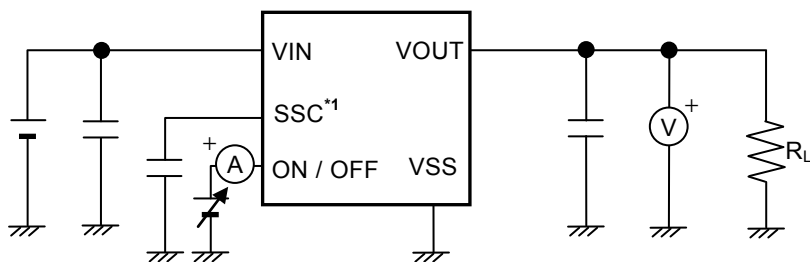 VIN VOUT
SSC*1
+ A ON / OFF VSS
+ V
RL